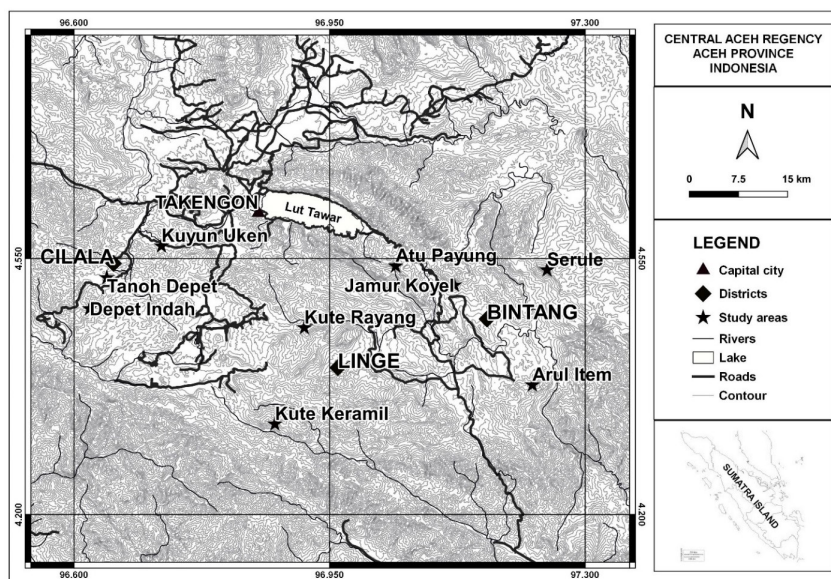 96.600
96.950
97.300
TAKENGON
Lut Tawar
Kuyun Uken
4.550
4.550
CILALA
Atu Payung
Serule
Tanoh Depet
Jamur Koyel
Depet Indah
Kute Rayang
BINTANG
LINGE
Arul Item
Kute Keramil
4.200
4.200
96.600
96.950
97.300
CENTRAL ACEH REGENCY
ACEH PROVINCE
INDONESIA
N
0 7.5 15 km
LEGEND
Capital city
Districts
Study areas
Rivers
Lake
Roads
Contour
SUMATRA ISLAND